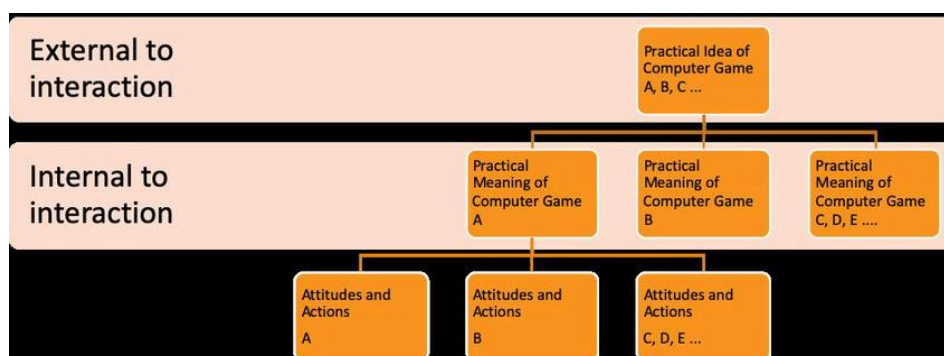 External to
interaction
Practical Idea of
Computer Game
A, B, C ...
Internal to
interaction
Practical
Meaning of
Computer Game
A
Practical
Meaning of
Computer Game
B
Practical
Meaning of
Computer Game
C, D, E ....
Attitudes and
Actions
A
Attitudes and
Actions
B
Attitudes and
Actions
C, D, E ...